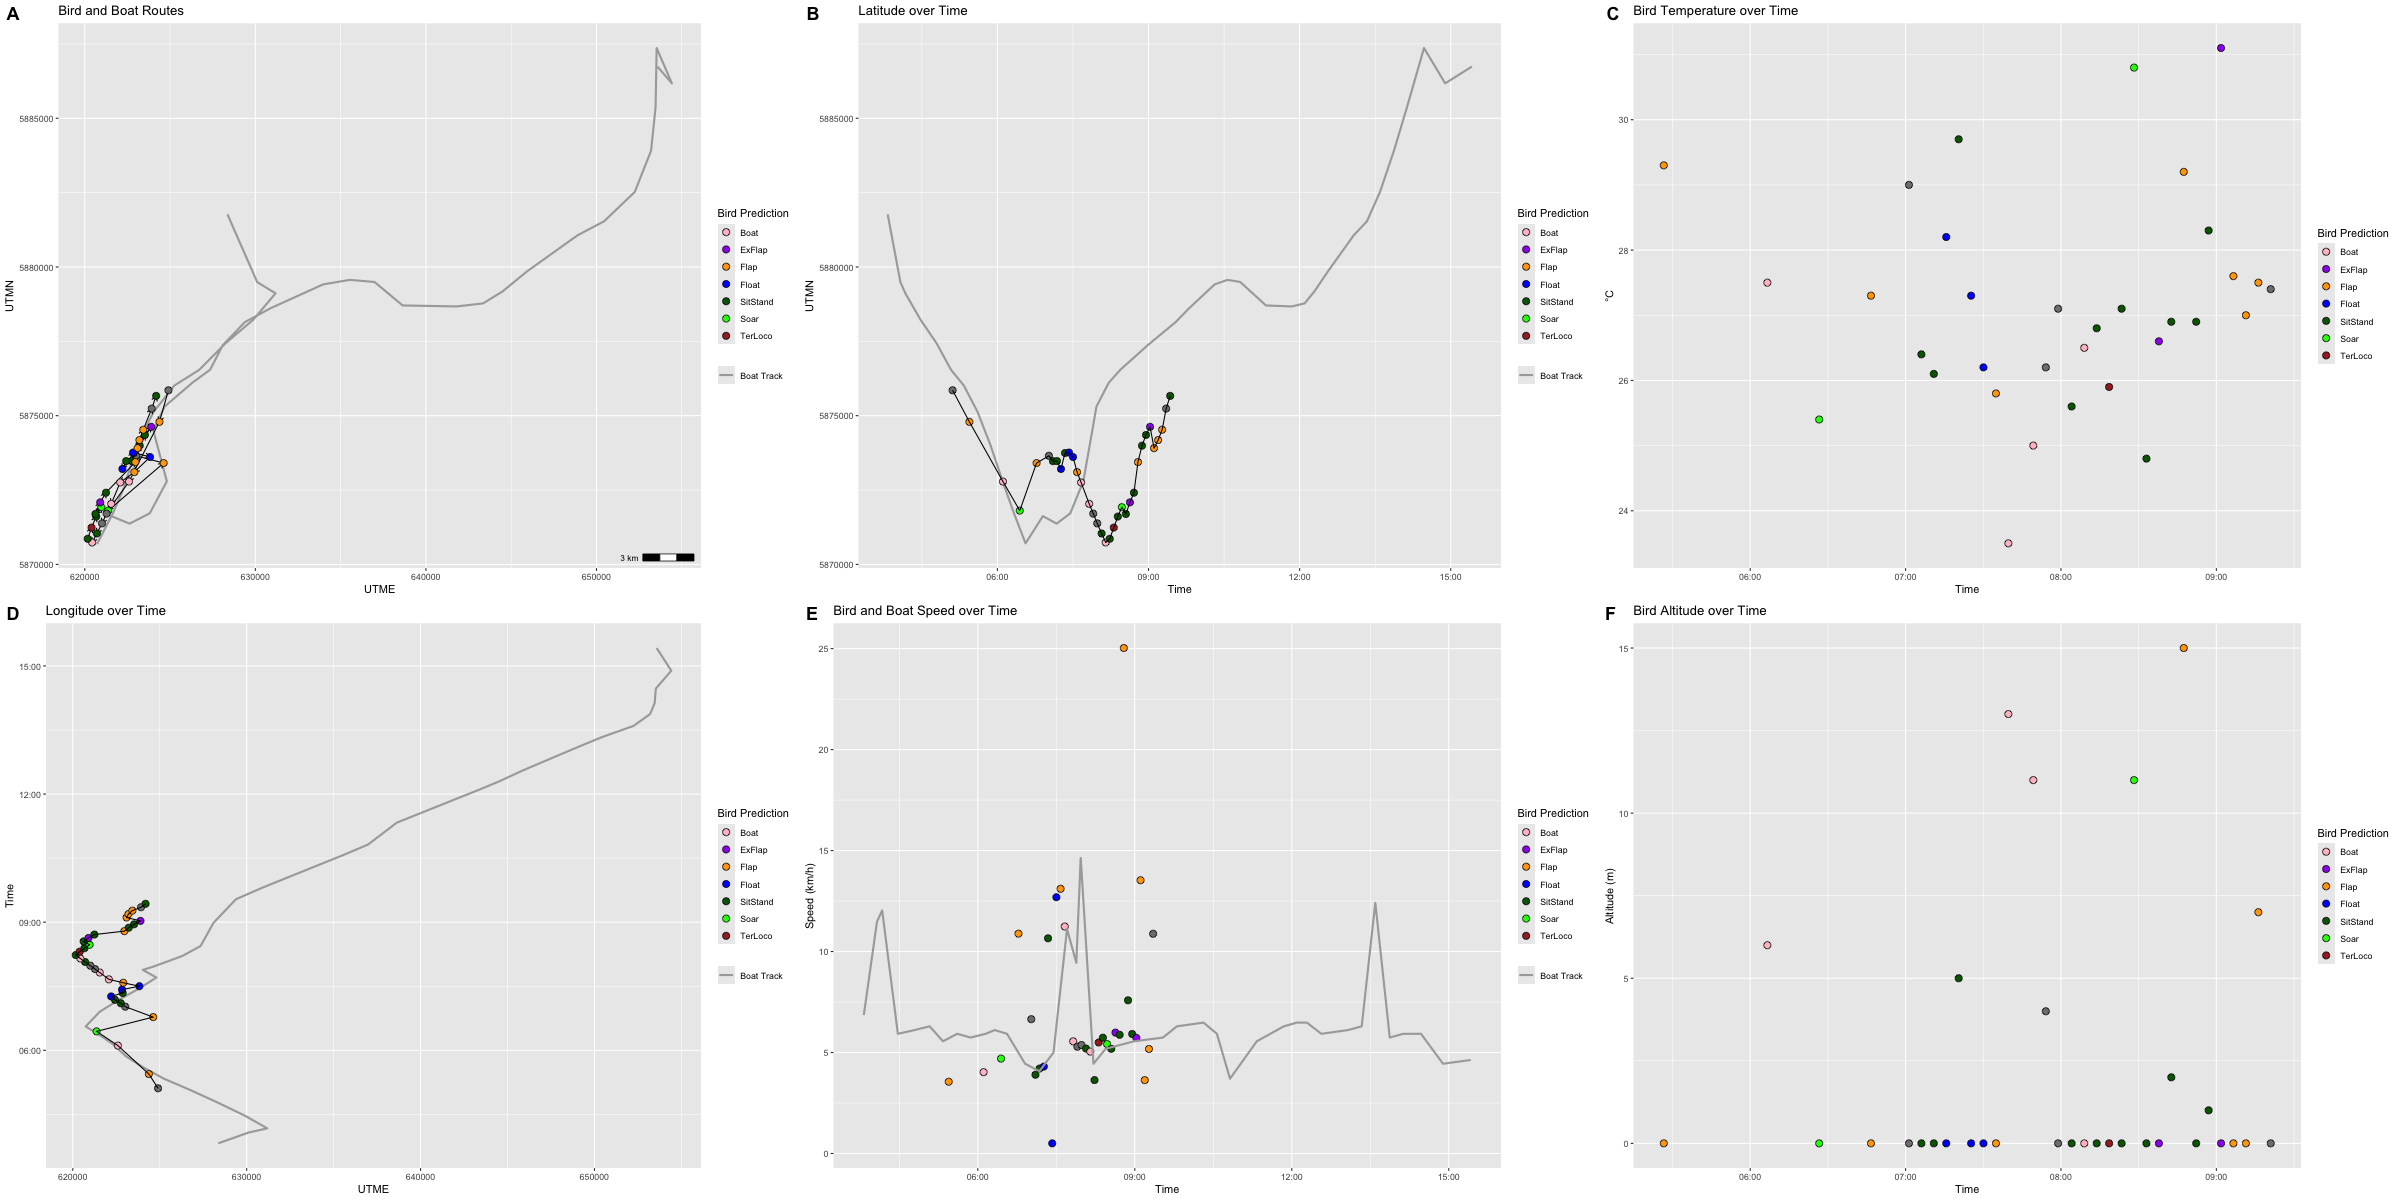 A Bird and Boat Routes
UTMN
5885000
5880000
5875000
5870000
620000 630000 640000 650000
UTME
3 km
Bird Prediction
Boat
ExFlap
Flap
Float
SitStand
Soar
TerLoco
Boat Track
B Latitude over Time
UTMN
5885000
5880000
5875000
5870000
06:00 09:00 12:00 15:00
Time
Bird Prediction
Boat
ExFlap
Flap
Float
SitStand
Soar
TerLoco
Boat Track
C Bird Temperature over Time
°C
30
28
26
24
06:00 07:00 08:00 09:00
Time
Bird Prediction
Boat
ExFlap
Flap
Float
SitStand
Soar
TerLoco
D Longitude over Time
Time
15:00
12:00
09:00
06:00
620000 630000 640000 650000
UTME
Bird Prediction
Boat
ExFlap
Flap
Float
SitStand
Soar
TerLoco
Boat Track
E Bird and Boat Speed over Time
Speed (km/h)
25
20
15
10
5
0
06:00 09:00 12:00 15:00
Time
Bird Prediction
Boat
ExFlap
Flap
Float
SitStand
Soar
TerLoco
Boat Track
F Bird Altitude over Time
Altitude (m)
15
10
5
0
06:00 07:00 08:00 09:00
Time
Bird Prediction
Boat
ExFlap
Flap
Float
SitStand
Soar
TerLoco